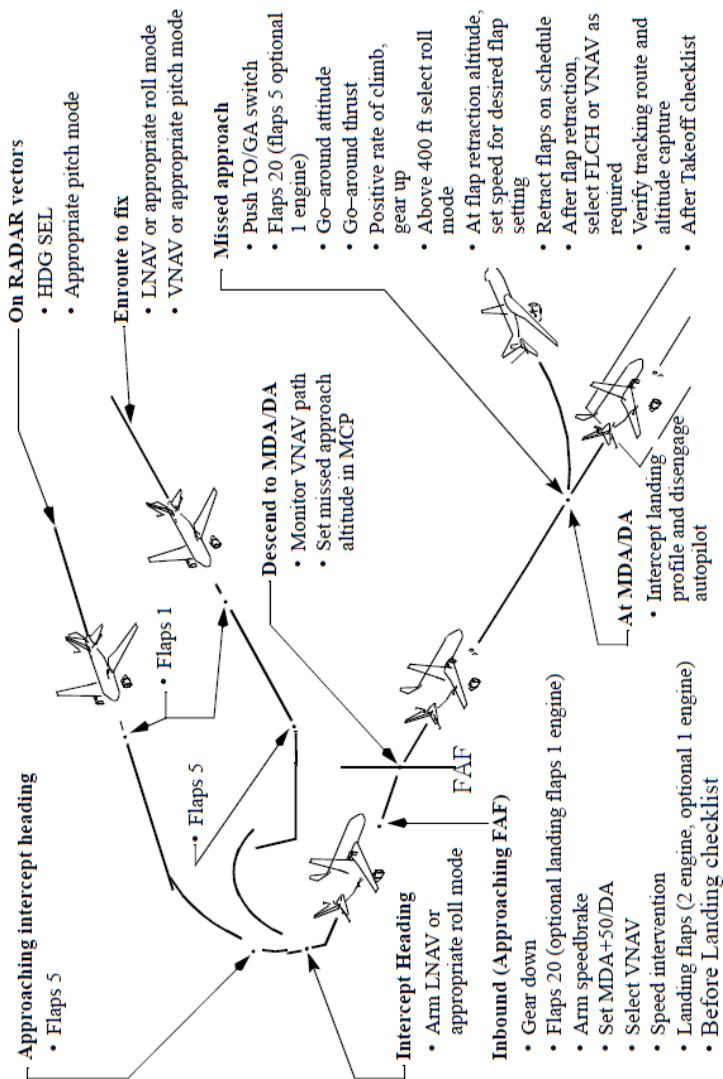 On RADAR vectors
• HDG SEL
• Appropriate pitch mode
Enroute to fix
• LNAV or appropriate roll mode
• VNAV or appropriate pitch mode
Approaching intercept heading
• Flaps 5
• Flaps 1
• Flaps 5
Intercept Heading
• Arm LNAV or
appropriate roll mode
Descend to MDA/DA
• Monitor VNAV path
• Set missed approach
altitude in MCP
FAF
Inbound (Approaching FAF)
• Gear down
• Flaps 20 (optional landing flaps 1 engine)
• Arm speedbrake
• Set MDA+50/DA
• Select VNAV
• Speed intervention
• Landing flaps (2 engine, optional 1 engine)
• Before Landing checklist
At MDA/DA
• Intercept landing
profile and disengage
autopilot
Missed approach
• Push TO/GA switch
• Flaps 20 (flaps 5 optional
1 engine)
• Go–around attitude
• Go–around thrust
• Positive rate of climb,
gear up
• Above 400 ft select roll
mode
• At flap retraction altitude,
set speed for desired flap
setting
• Retract flaps on schedule
• After flap retraction,
select FLCH or VNAV as
required
• Verify tracking route and
altitude capture
• After Takeoff checklist